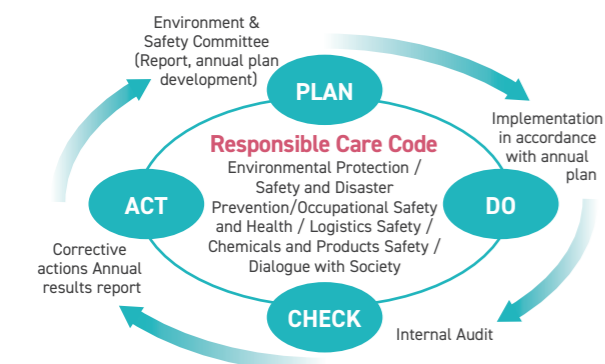 Environment &
Safety Committee
(Report, annual plan
development)
PLAN
Implementation
in accordance
with annual
plan
Responsible Care Code
Environmental Protection /
Safety and Disaster
Prevention/Occupational Safety
and Health / Logistics Safety /
Chemicals and Products Safety /
Dialogue with Society
ACT
DO
Corrective
actions Annual
results report
CHECK
Internal Audit